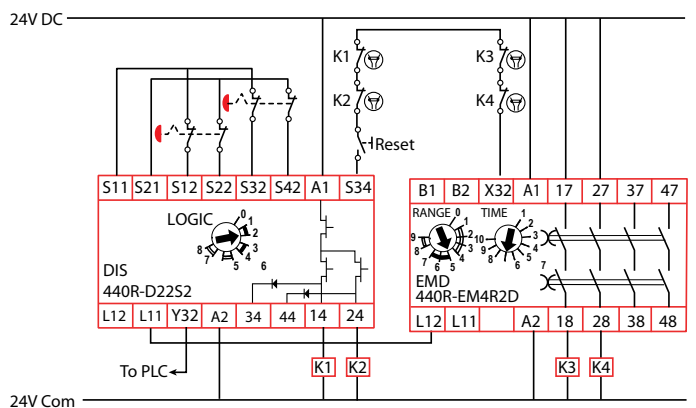 24V DC
K1 K3
K2 K4
Reset
S11 S21 S12 S22 S32 S42 A1 S34
B1 B2 X32 A1 17 27 37 47
LOGIC
0 1 2 3 4 5 6 7 8
RANGE
0 1 2 3 4 5 6 7 8 9
TIME
1 2 3 4 5 6 7 8 9 10
DIS
440R-D22S2
EMD
440R-EM4R2D
L12 L11 Y32 A2 34 44 14 24
L12 L11 A2 18 28 38 48
To PLC
K1 K2 K3 K4
24V Com